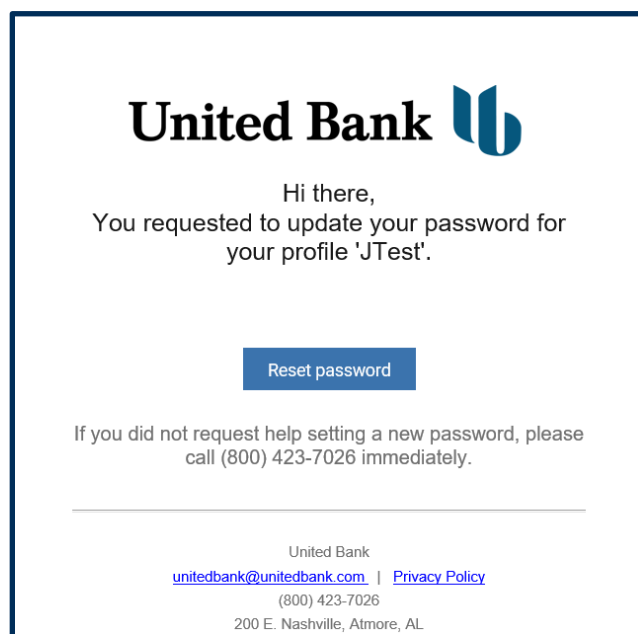 United Bank
Hi there,
You requested to update your password for
your profile 'JTest'.
Reset password
If you did not request help setting a new password, please
call (800) 423-7026 immediately.
United Bank
unitedbank@unitedbank.com | Privacy Policy
(800) 423-7026
200 E. Nashville, Atmore, AL